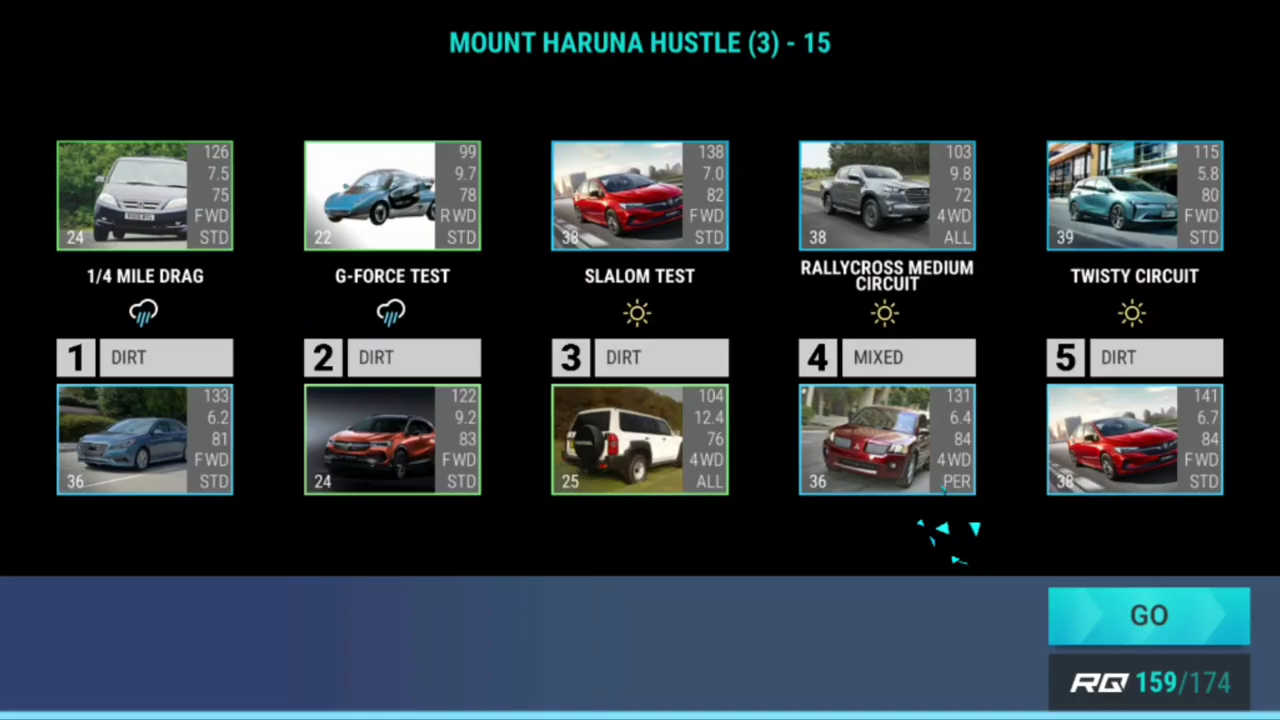 MOUNT HARUNA HUSTLE (3) - 15
126
7.5
75
FWD
24 STD
99
9.7
78
RWD
22 STD
138
7.0
82
FWD
38 STD
103
9.8
72
4WD
38 ALL
115
5.8
80
FWD
39 STD
1/4 MILE DRAG
G-FORCE TEST
SLALOM TEST
RALLYCROSS MEDIUM
CIRCUIT
TWISTY CIRCUIT
1 DIRT
2 DIRT
3 DIRT
4 MIXED
5 DIRT
133
6.2
81
FWD
36 STD
122
9.2
83
FWD
24 STD
104
12.4
76
4WD
25 ALL
131
6.4
84
4WD
36 PER
141
6.7
84
FWD
38 STD
GO
RQ 159/174